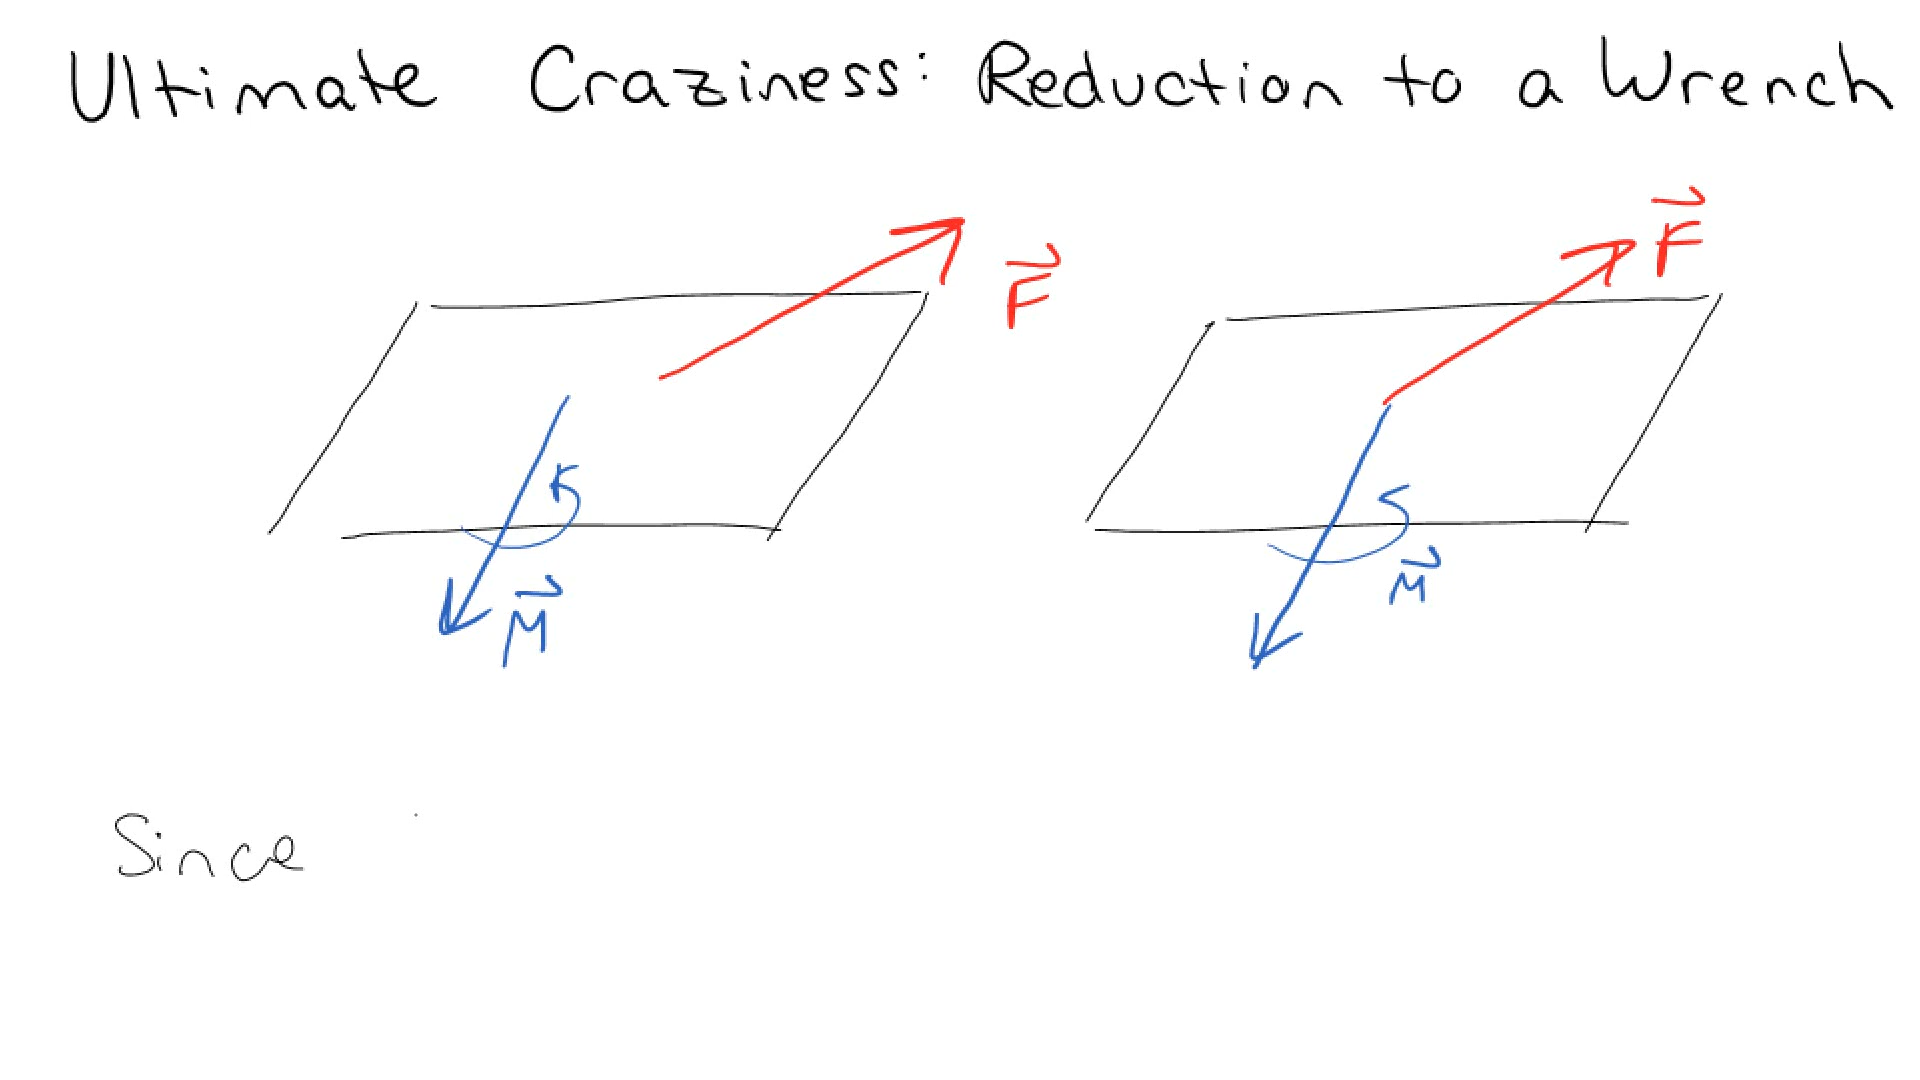 Ultimate Craziness: Reduction to a Wrench
F⃗
F⃗
M⃗
M⃗
Since